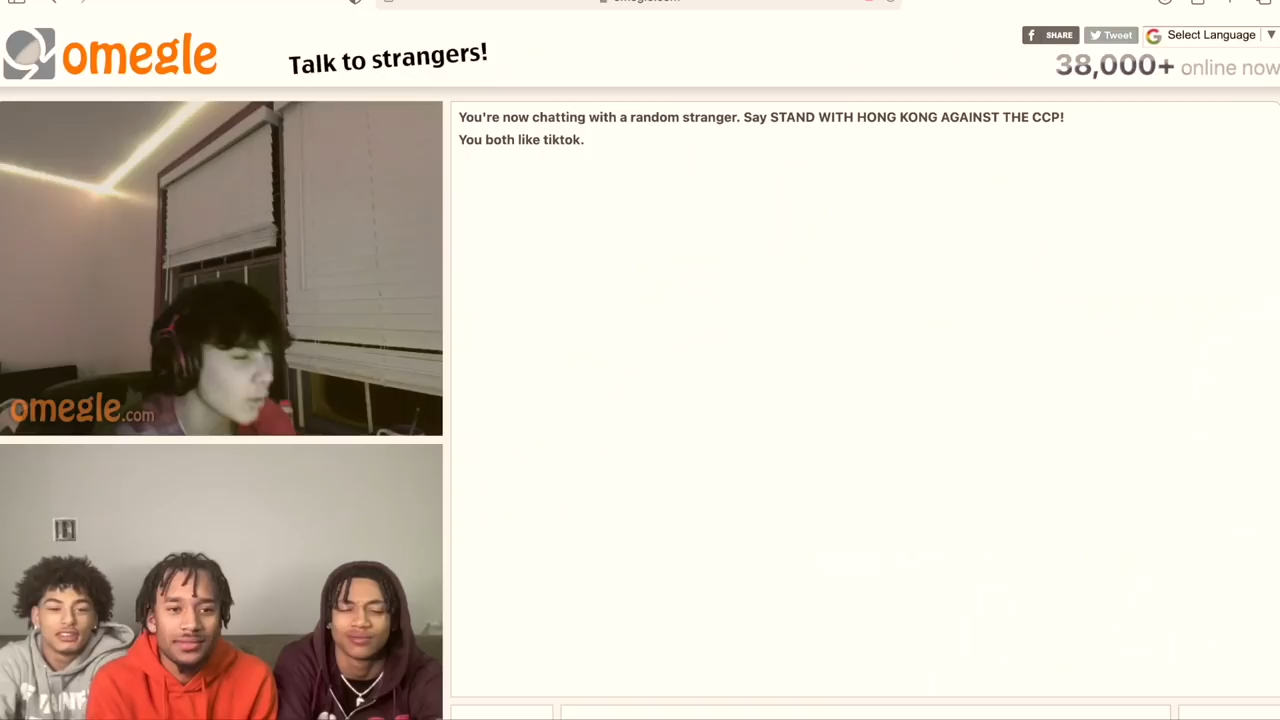 omegle
Talk to strangers!
f SHARE
Tweet
Select Language
38,000+ online now
You're now chatting with a random stranger. Say STAND WITH HONG KONG AGAINST THE CCP!
You both like tiktok.
omegle.com